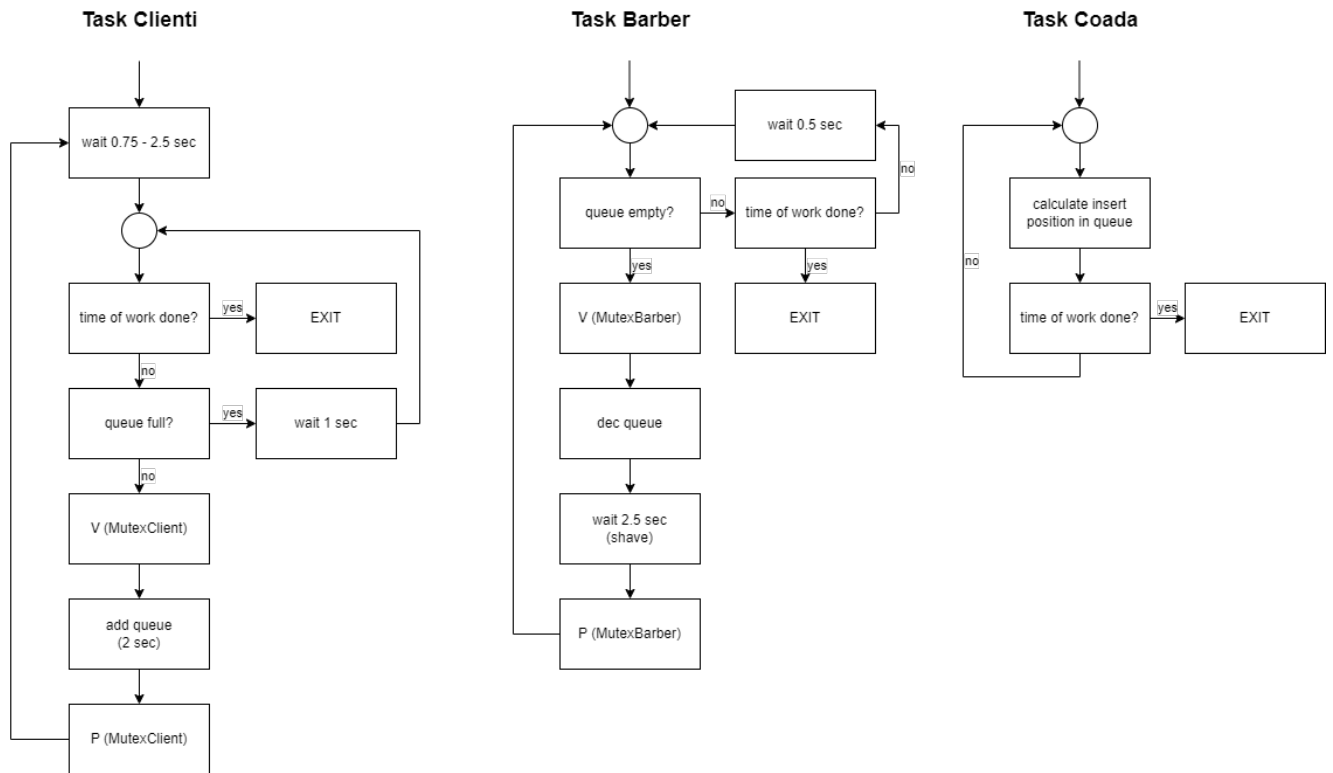 Task Clienti
wait 0.75 - 2.5 sec
time of work done?
yes
EXIT
no
queue full?
yes
wait 1 sec
no
V (MutexClient)
add queue
(2 sec)
P (MutexClient)
Task Barber
wait 0.5 sec
no
queue empty?
no
time of work done?
yes
yes
V (MutexBarber)
EXIT
dec queue
wait 2.5 sec
(shave)
P (MutexBarber)
Task Coada
calculate insert
position in queue
no
time of work done?
yes
EXIT